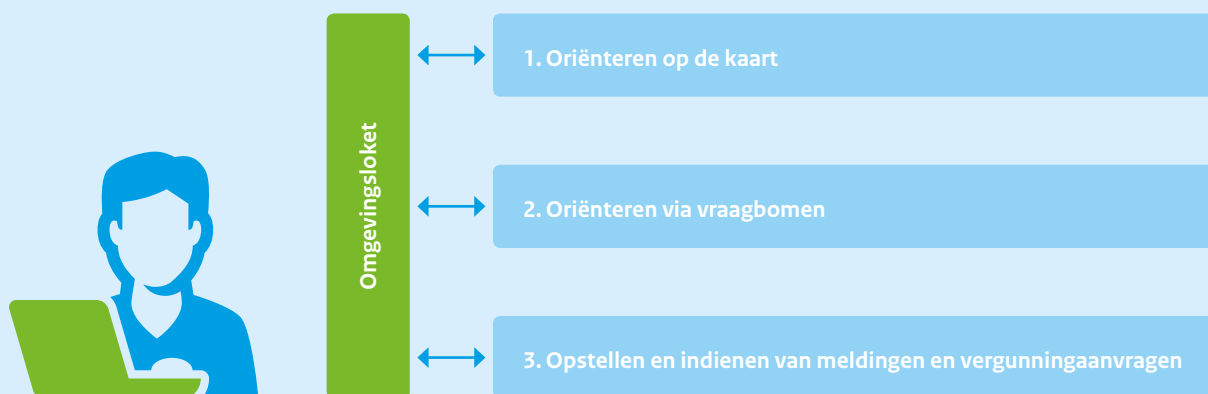 Omgevingsloket
1. Oriënteren op de kaart
2. Oriënteren via vraagbomen
3. Opstellen en indienen van meldingen en vergunningaanvragen